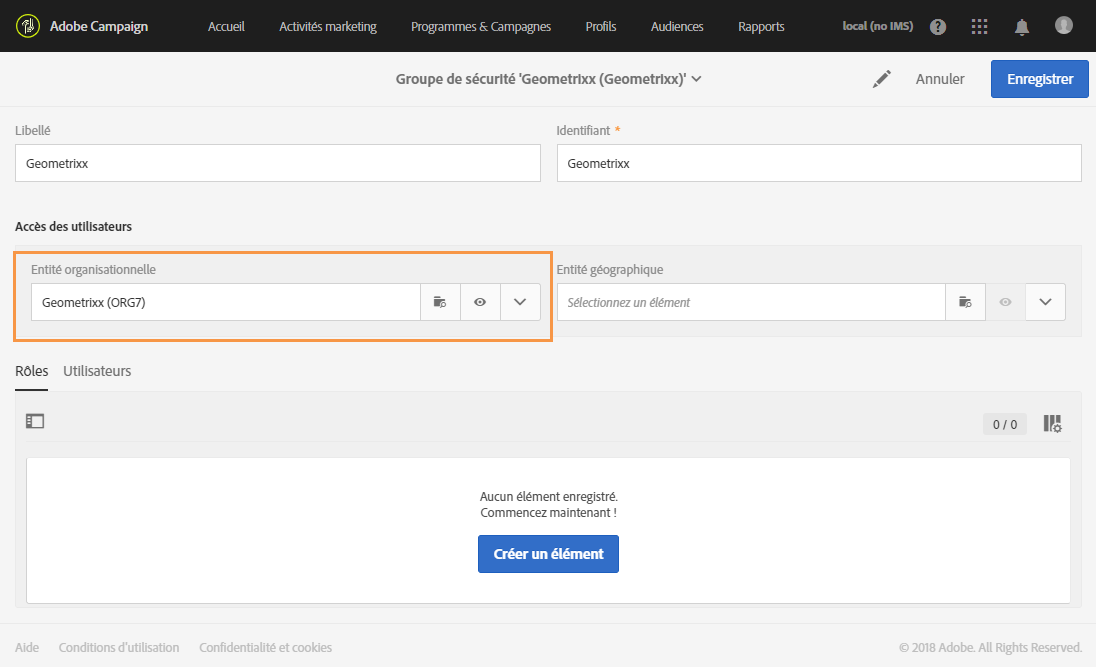 Adobe Campaign Accueil Activités marketing Programmes & Campagnes Profils Audiences Rapports local (no IMS)
Groupe de sécurité 'Geometrixx (Geometrixx)' Annuler Enregistrer
Libellé Identifiant *
Geometrixx Geometrixx
Accès des utilisateurs
Entité organisationnelle Entité géographique
Geometrixx (ORG7) Sélectionnez un élément
Rôles Utilisateurs
0 / 0
Aucun élément enregistré.
Commencez maintenant !
Créer un élément
Aide Conditions d'utilisation Confidentialité et cookies © 2018 Adobe. All Rights Reserved.